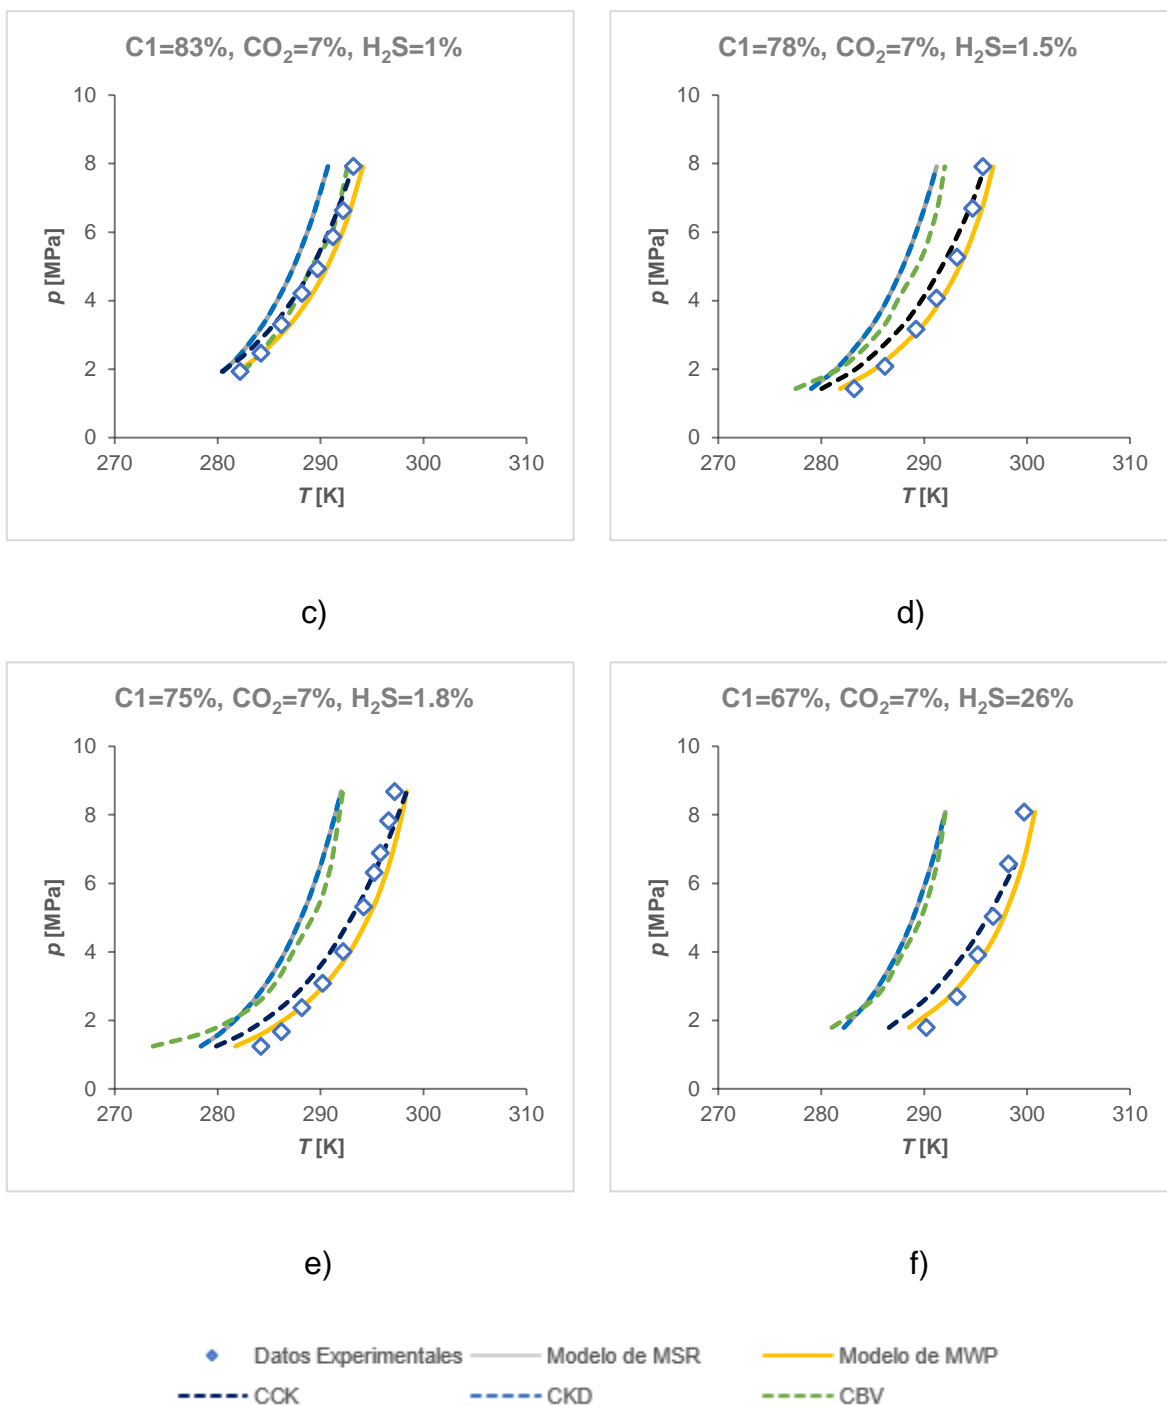 C1=83%, CO₂=7%, H₂S=1%
10
8
6
4
2
0
p [MPa]
270 280 290 300 310
T [K]
c)
C1=78%, CO₂=7%, H₂S=1.5%
10
8
6
4
2
0
p [MPa]
270 280 290 300 310
T [K]
d)
C1=75%, CO₂=7%, H₂S=1.8%
10
8
6
4
2
0
p [MPa]
270 280 290 300 310
T [K]
e)
C1=67%, CO₂=7%, H₂S=26%
10
8
6
4
2
0
p [MPa]
270 280 290 300 310
T [K]
f)
Datos Experimentales Modelo de MSR Modelo de MWP
CCK CKD CBV